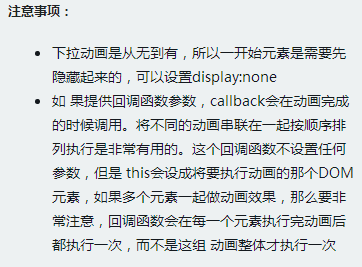 注意事项：
下拉动画是从无到有，所以一开始元素是需要先
隐藏起来的，可以设置display:none
如 果提供回调函数参数，callback会在动画完成
的时候调用。将不同的动画串联在一起按顺序排
列执行是非常有用的。这个回调函数不设置任何
参数，但是 this会设成将要执行动画的那个DOM
元素，如果多个元素一起做动画效果，那么要非
常注意，回调函数会在每一个元素执行完动画后
都执行一次，而不是这组 动画整体才执行一次